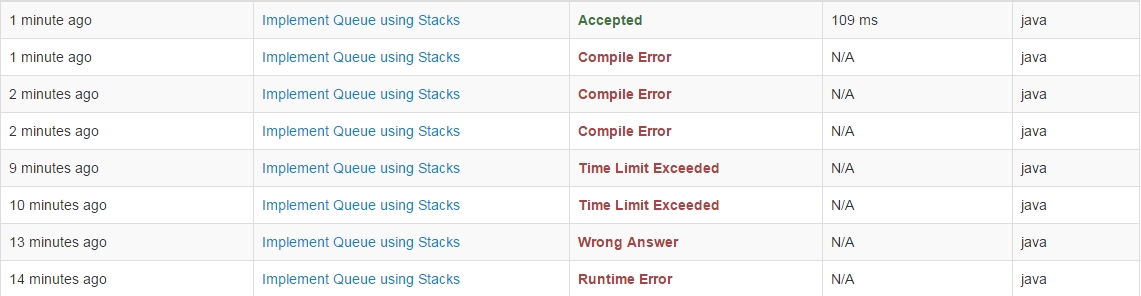 1 minute ago Implement Queue using Stacks Accepted 109 ms java
1 minute ago Implement Queue using Stacks Compile Error N/A java
2 minutes ago Implement Queue using Stacks Compile Error N/A java
2 minutes ago Implement Queue using Stacks Compile Error N/A java
9 minutes ago Implement Queue using Stacks Time Limit Exceeded N/A java
10 minutes ago Implement Queue using Stacks Time Limit Exceeded N/A java
13 minutes ago Implement Queue using Stacks Wrong Answer N/A java
14 minutes ago Implement Queue using Stacks Runtime Error N/A java